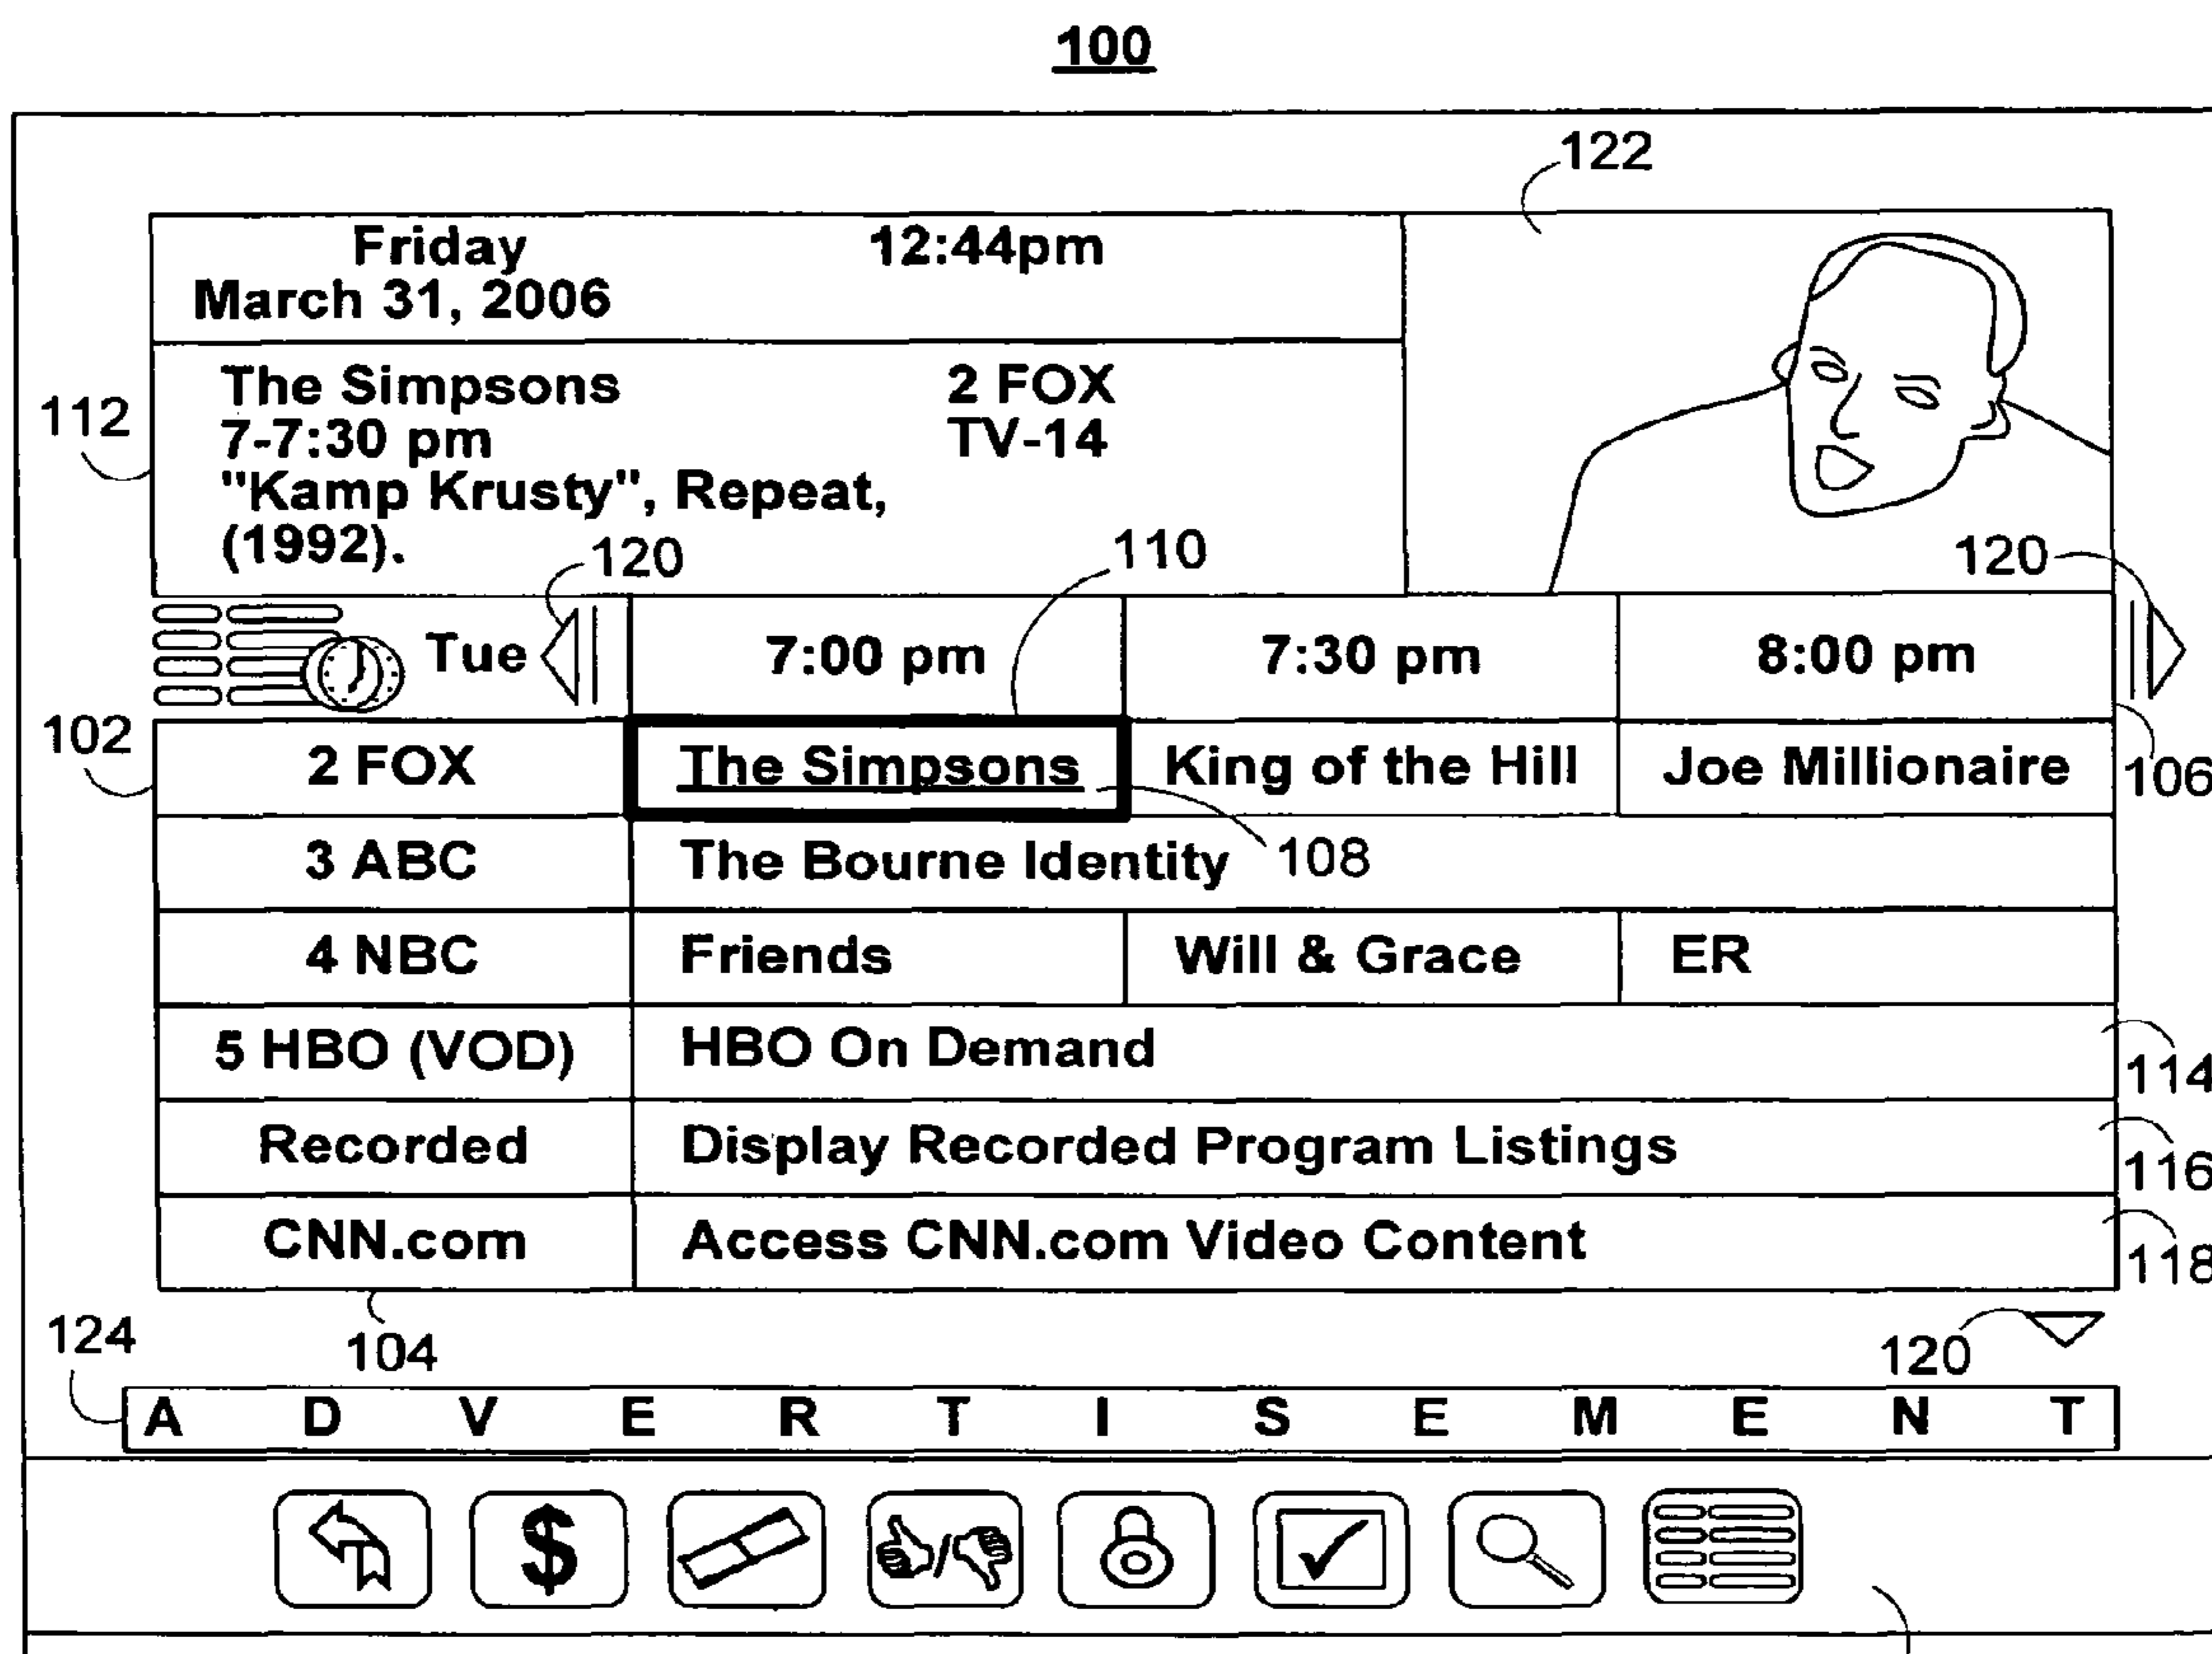 100
122
Friday 12:44pm
March 31, 2006
The Simpsons 2 FOX
7-7:30 pm TV-14
112
"Kamp Krusty", Repeat,
(1992).
120 110 120
Tue 7:00 pm 7:30 pm 8:00 pm
102
2 FOX The Simpsons King of the Hill Joe Millionaire
106
3 ABC The Bourne Identity 108
4 NBC Friends Will & Grace ER
5 HBO (VOD) HBO On Demand
114
Recorded Display Recorded Program Listings
116
CNN.com Access CNN.com Video Content
118
124 104 120
A D V E R T I S E M E N T
$ /